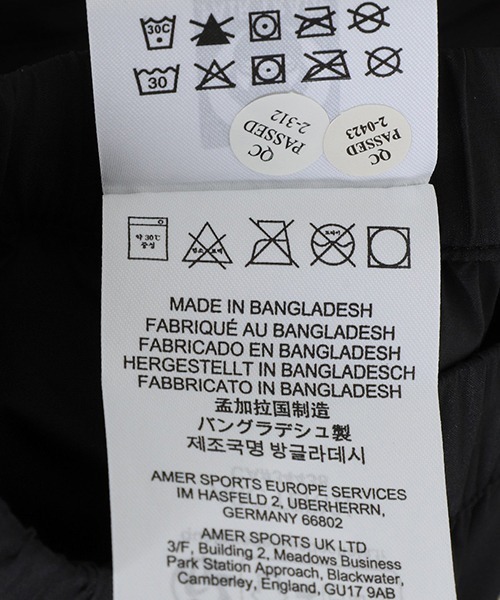 30C
30
QC
PASSED
2-312
QC
PASSED
2-0423
약 30℃
중성
MADE IN BANGLADESH
FABRIQUÉ AU BANGLADESH
FABRICADO EN BANGLADESH
HERGESTELLT IN BANGLADESCH
FABBRICATO IN BANGLADESH
孟加拉国制造
バングラデシュ製
제조국명 방글라데시
AMER SPORTS EUROPE SERVICES
IM HASFELD 2, UBERHERRN,
GERMANY 66802
AMER SPORTS UK LTD
3/F, Building 2, Meadows Business
Park Station Approach, Blackwater,
Camberley, England, GU17 9AB